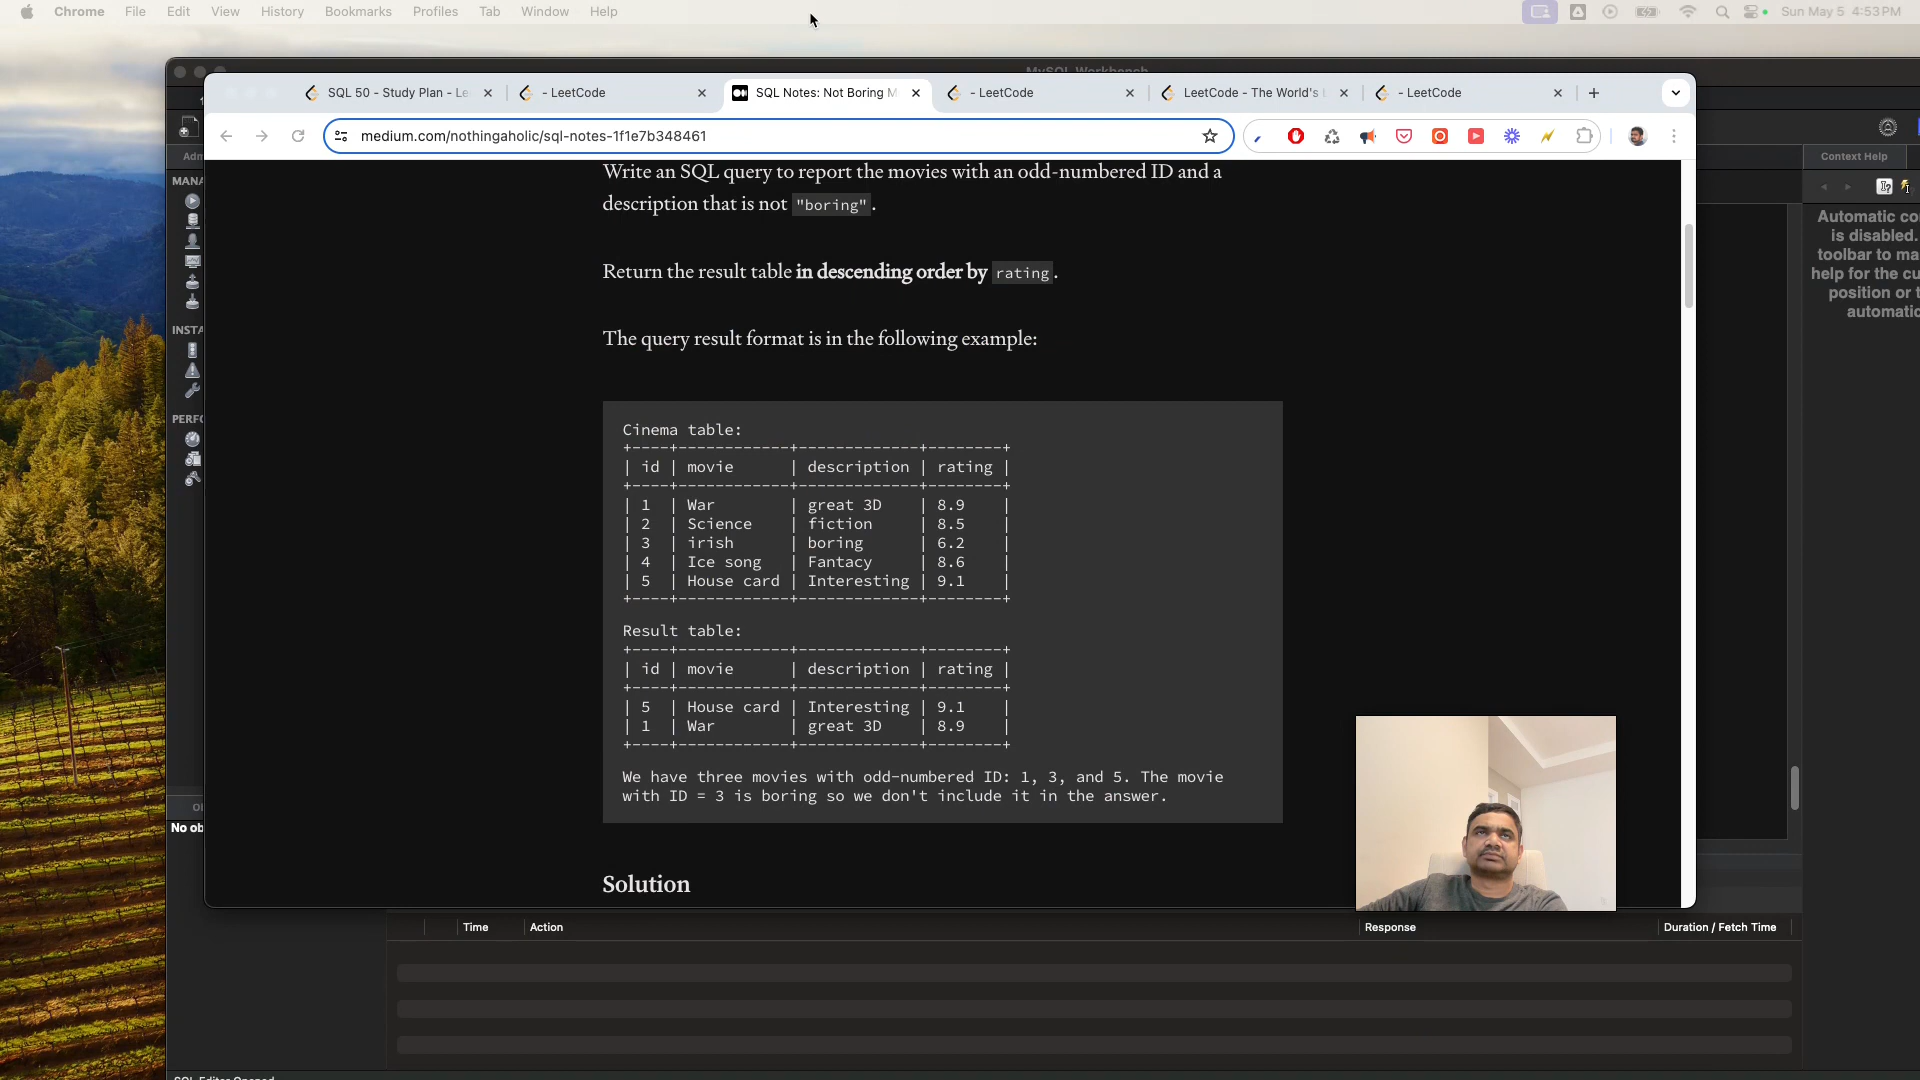 Chrome File Edit View History Bookmarks Profiles Tab Window Help Sun May 5 4:53 PM
MySQL Workbench
SQL 50 - Study Plan - Le
- LeetCode
SQL Notes: Not Boring M
- LeetCode
LeetCode - The World's L
- LeetCode
medium.com/nothingaholic/sql-notes-1f1e7b348461
Adm
Context Help
MANA
INSTA
PERFO
Ob
No ob
Automatic co
is disabled.
toolbar to ma
help for the cu
position or t
automatic
Write an SQL query to report the movies with an odd-numbered ID and a
description that is not "boring".
Return the result table in descending order by rating.
The query result format is in the following example:
Cinema table:
+----+------------+-------------+--------+
| id | movie      | description | rating |
+----+------------+-------------+--------+
| 1  | War        | great 3D    | 8.9    |
| 2  | Science    | fiction     | 8.5    |
| 3  | irish      | boring      | 6.2    |
| 4  | Ice song   | Fantacy     | 8.6    |
| 5  | House card | Interesting | 9.1    |
+----+------------+-------------+--------+
Result table:
+----+------------+-------------+--------+
| id | movie      | description | rating |
+----+------------+-------------+--------+
| 5  | House card | Interesting | 9.1    |
| 1  | War        | great 3D    | 8.9    |
+----+------------+-------------+--------+
We have three movies with odd-numbered ID: 1, 3, and 5. The movie
with ID = 3 is boring so we don't include it in the answer.
Solution
Time Action Response Duration / Fetch Time
SQL Editor Opened